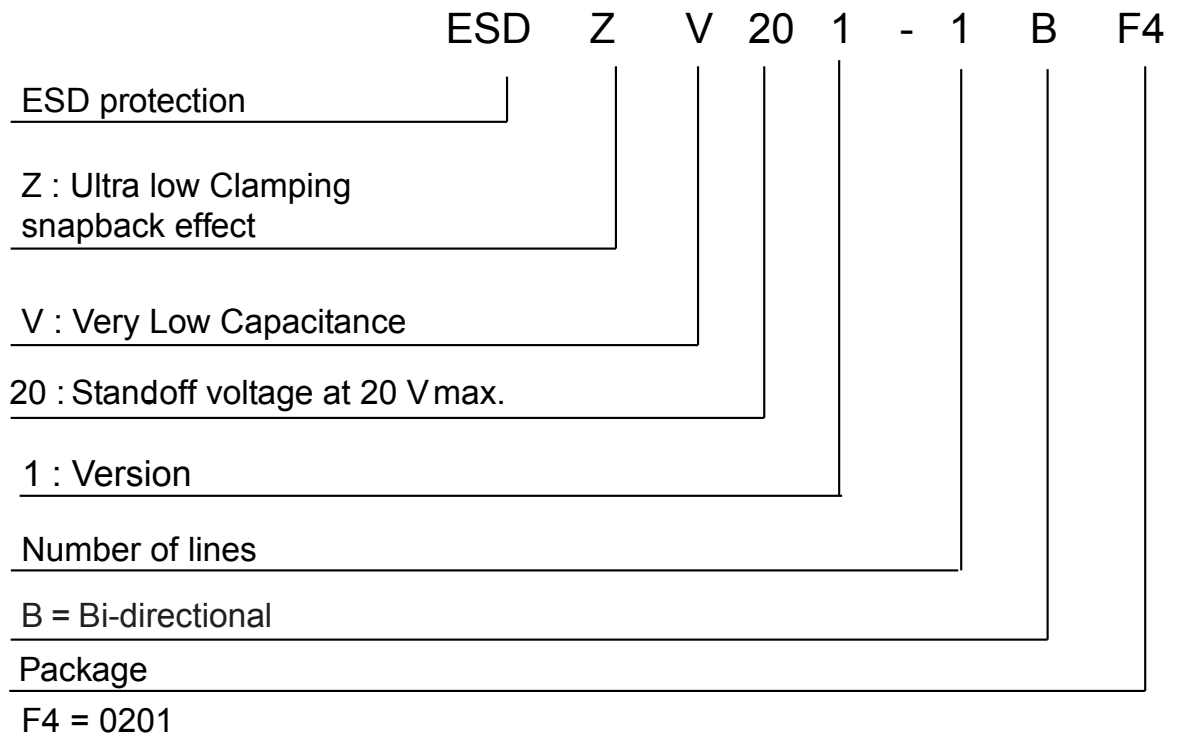 ESD Z V 20 1 - 1 B F4
ESD protection
Z : Ultra low Clamping
snapback effect
V : Very Low Capacitance
20 : Standoff voltage at 20 V max.
1 : Version
Number of lines
B = Bi-directional
Package
F4 = 0201